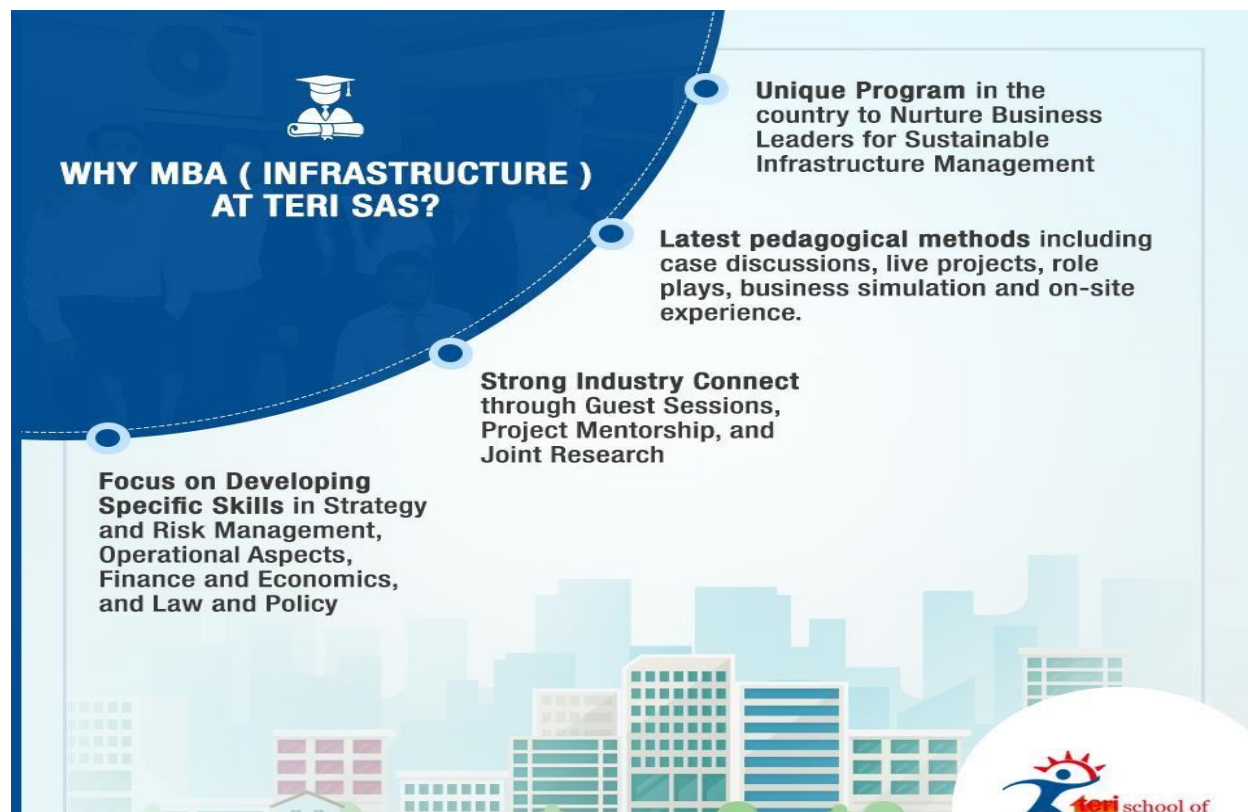 WHY MBA ( INFRASTRUCTURE )
AT TERI SAS?
Unique Program in the
country to Nurture Business
Leaders for Sustainable
Infrastructure Management
Latest pedagogical methods including
case discussions, live projects, role
plays, business simulation and on-site
experience.
Strong Industry Connect
through Guest Sessions,
Project Mentorship, and
Joint Research
Focus on Developing
Specific Skills in Strategy
and Risk Management,
Operational Aspects,
Finance and Economics,
and Law and Policy
teri school of